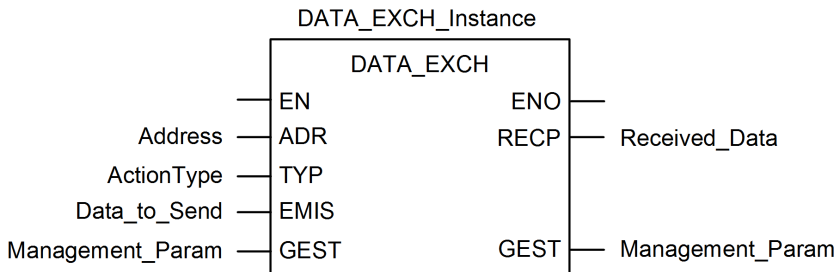 DATA_EXCH_Instance
DATA_EXCH
EN ENO
Address ADR RECP Received_Data
ActionType TYP
Data_to_Send EMIS
Management_Param GEST GEST Management_Param